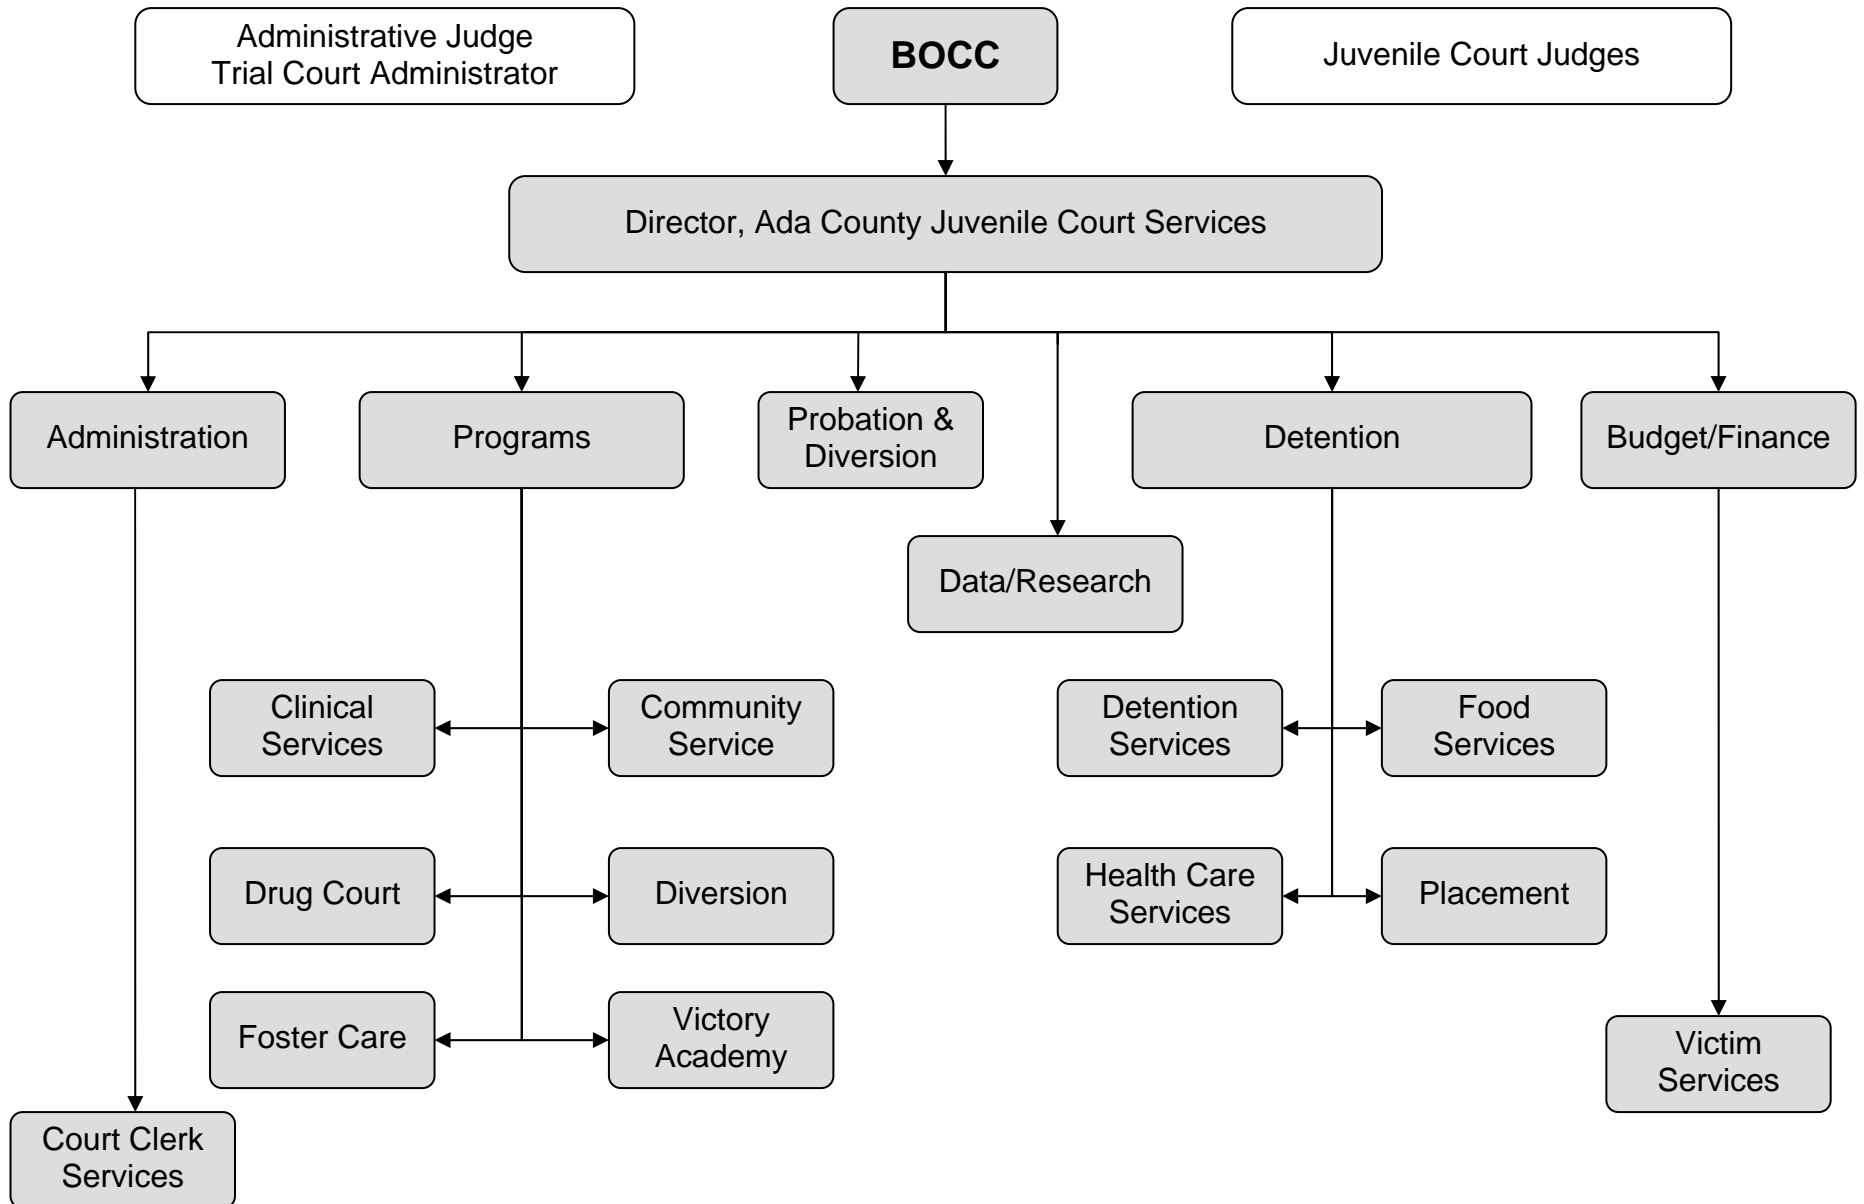 Administrative Judge
Trial Court Administrator
BOCC
Juvenile Court Judges
Director, Ada County Juvenile Court Services
Administration
Programs
Probation &
Diversion
Detention
Budget/Finance
Data/Research
Clinical
Services
Community
Service
Detention
Services
Food
Services
Drug Court
Diversion
Health Care
Services
Placement
Foster Care
Victory
Academy
Victim
Services
Court Clerk
Services